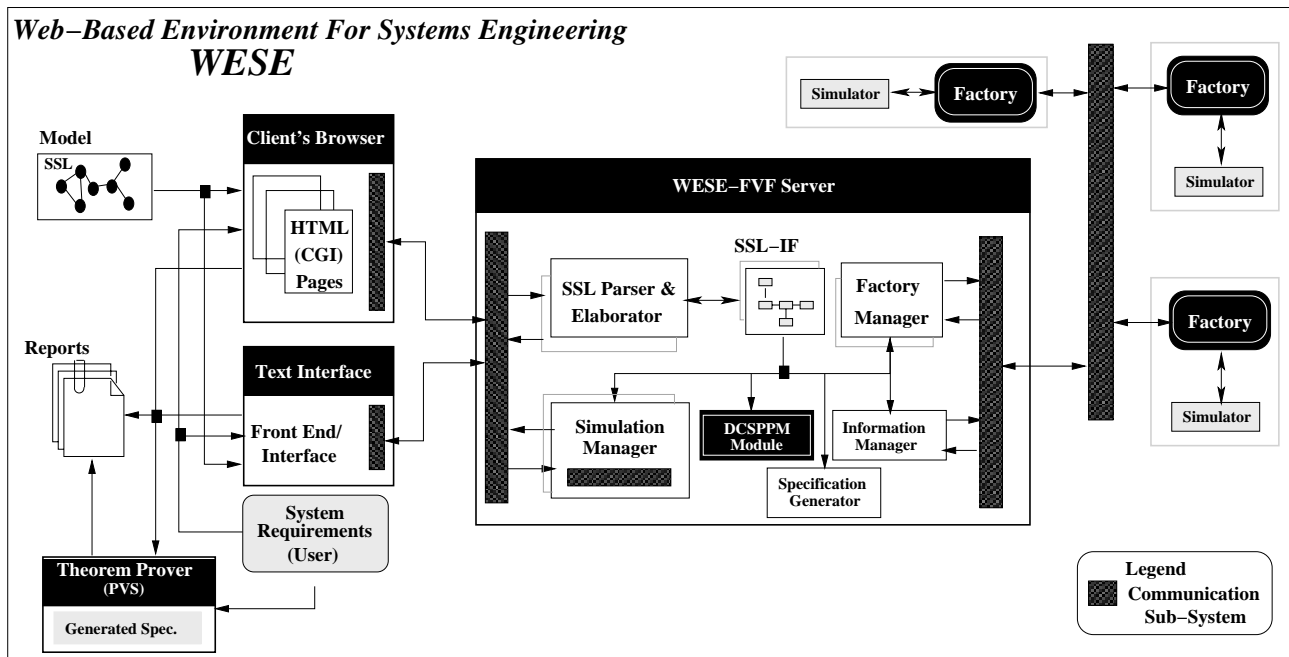 Web-Based Environment For Systems Engineering
WESE
Model
SSL
Client's Browser
HTML
(CGI)
Pages
Reports
Text Interface
Front End/
Interface
System
Requirements
(User)
Theorem Prover
(PVS)
Generated Spec.
WESE-FVF Server
SSL Parser &
Elaborator
SSL-IF
Factory
Manager
Simulation
Manager
DCSPPM
Module
Information
Manager
Specification
Generator
Simulator
Factory
Factory
Simulator
Factory
Simulator
Legend
Communication
Sub-System